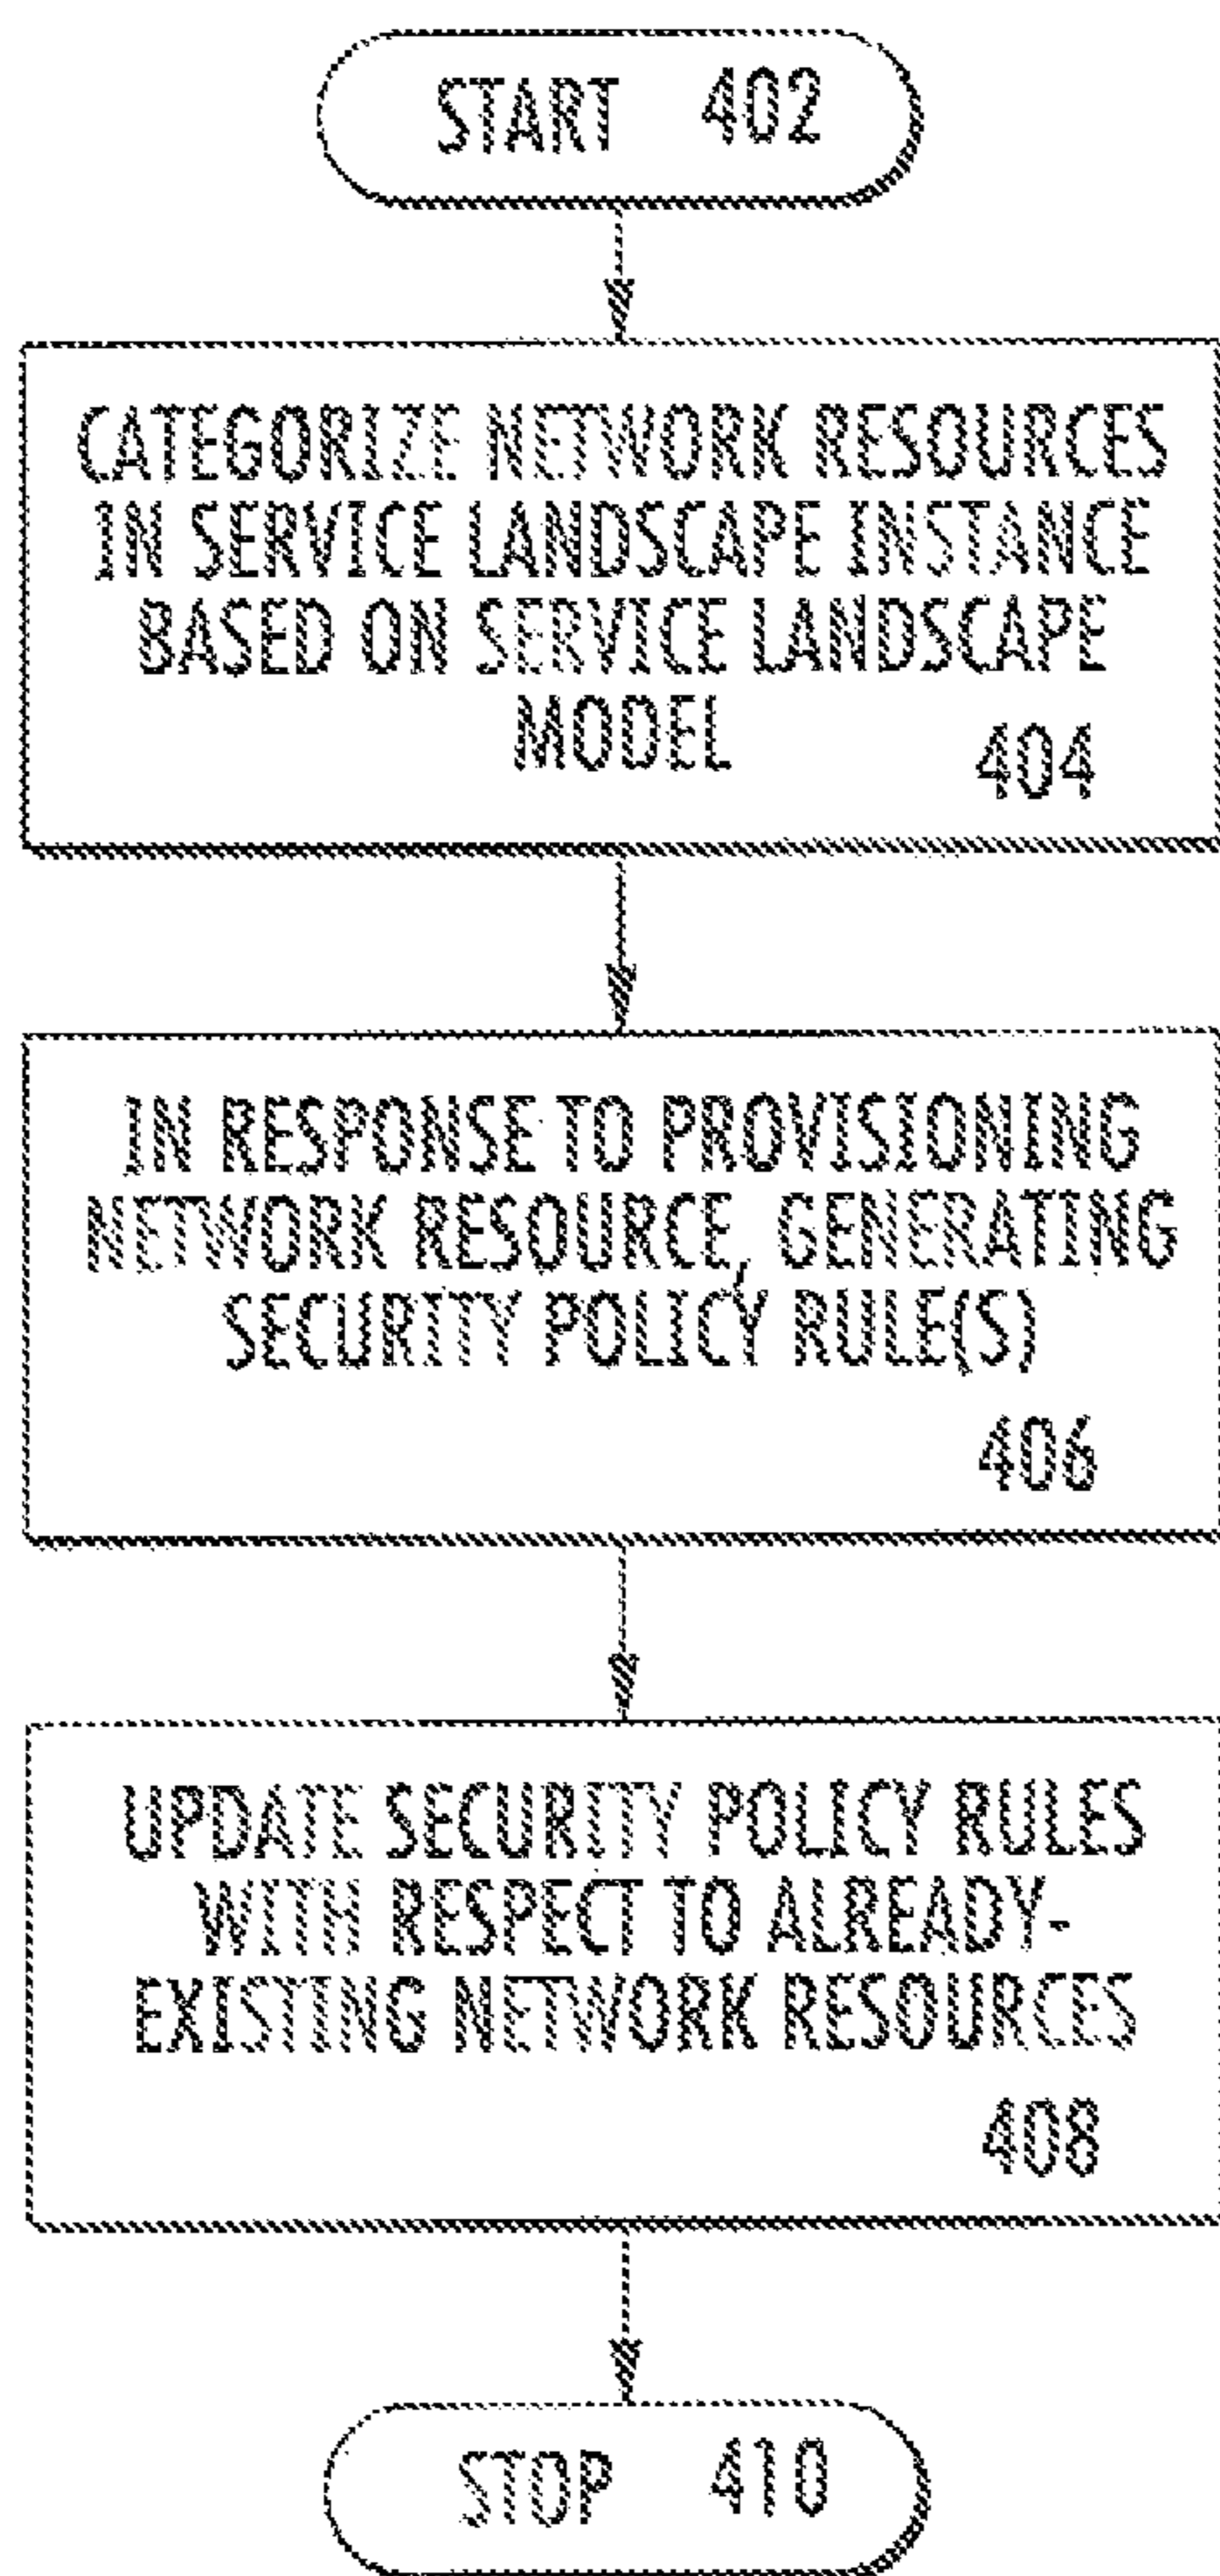 START 402
CATEGORIZE NETWORK RESOURCES
IN SERVICE LANDSCAPE INSTANCE
BASED ON SERVICE LANDSCAPE
MODEL 404
IN RESPONSE TO PROVISIONING
NETWORK RESOURCE, GENERATING
SECURITY POLICY RULE(S)
406
UPDATE SECURITY POLICY RULES
WITH RESPECT TO ALREADY-
EXISTING NETWORK RESOURCES
408
STOP 410